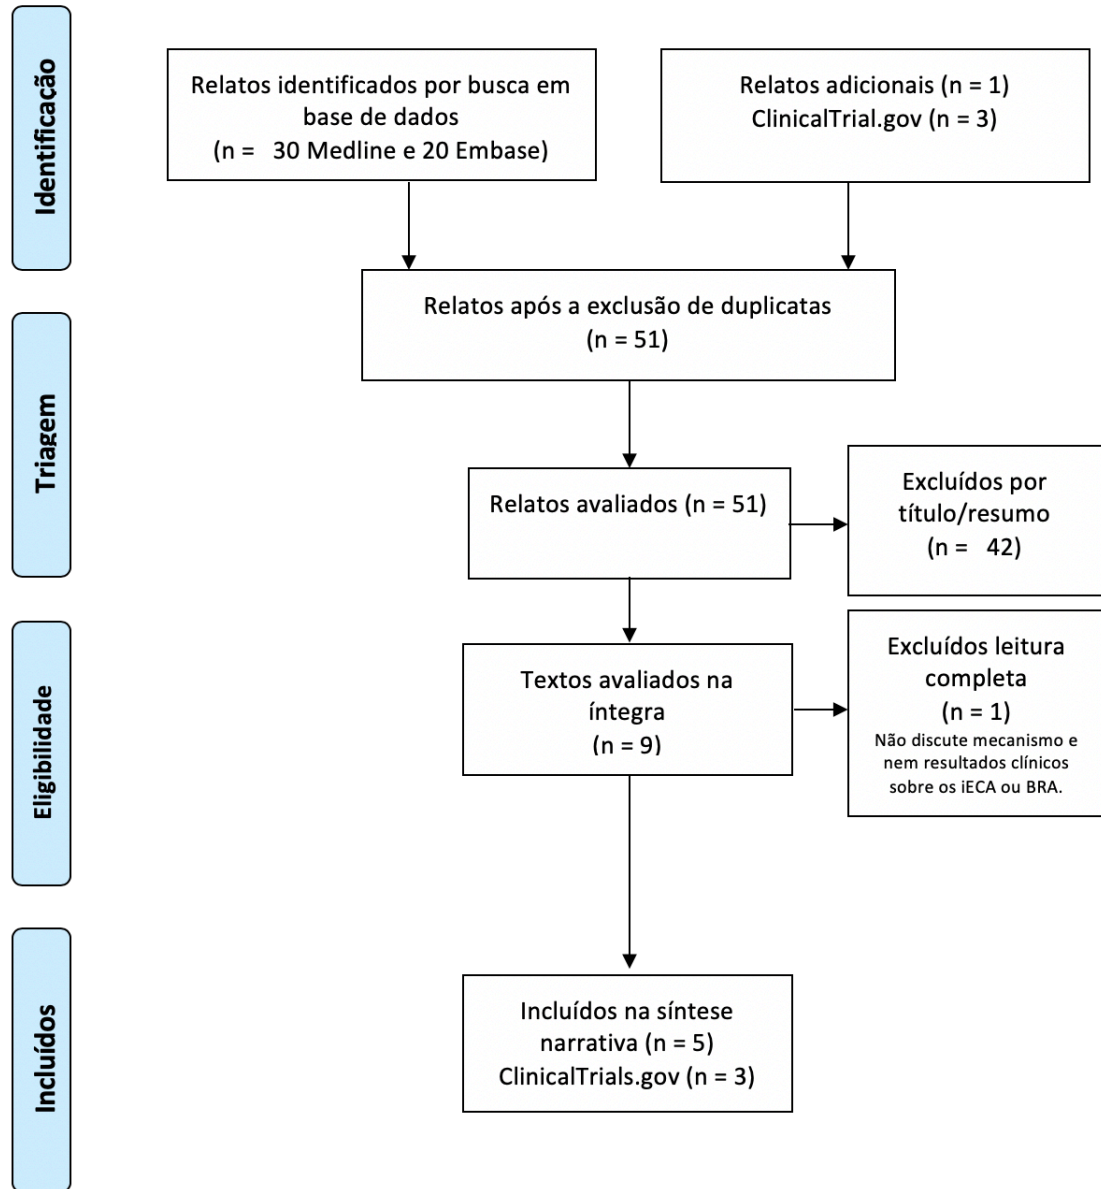 Identificação
Relatos identificados por busca em
base de dados
(n =   30 Medline e 20 Embase)
Relatos adicionais (n = 1)
ClinicalTrial.gov (n = 3)
Relatos após a exclusão de duplicatas
(n = 51)
Triagem
Relatos avaliados (n = 51)
Excluídos por
título/resumo
(n =   42)
Eligibilidade
Textos avaliados na
íntegra
(n = 9)
Excluídos leitura
completa
(n = 1)
Não discute mecanismo e
nem resultados clínicos
sobre os iECA ou BRA.
Incluídos
Incluídos na síntese
narrativa (n = 5)
ClinicalTrials.gov (n = 3)